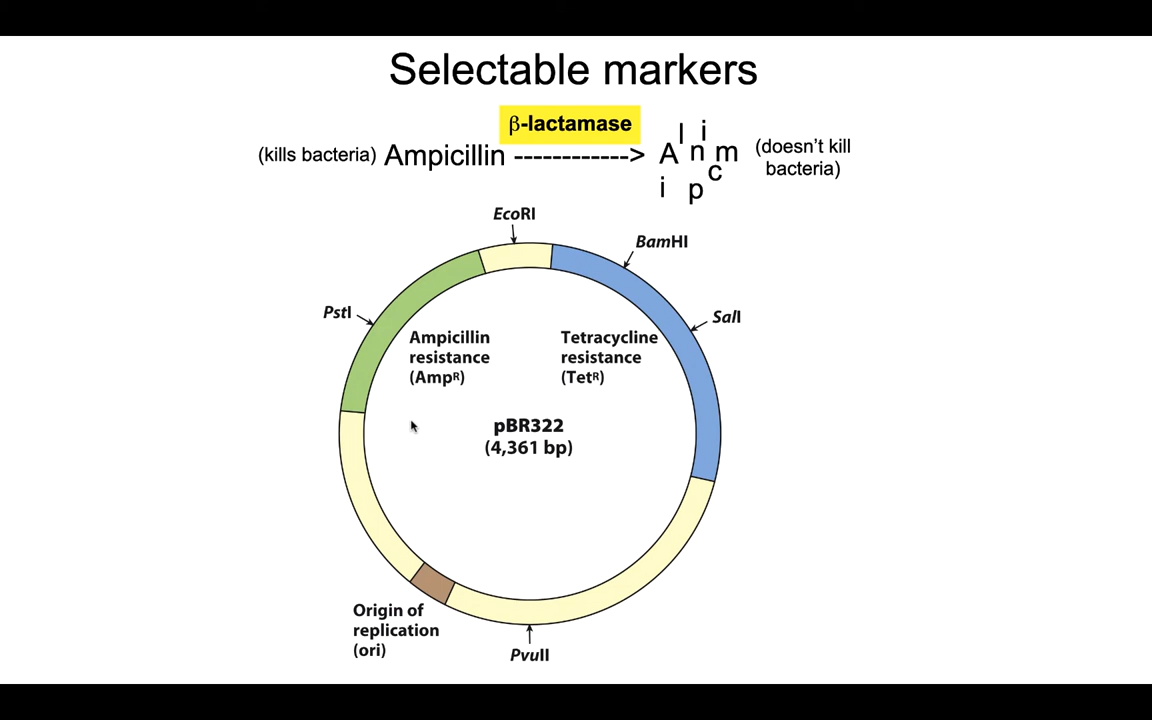 Selectable markers
β-lactamase
(kills bacteria) Ampicillin ------------> A l i n m c i p (doesn't kill
bacteria)
EcoRI
BamHI
PstI
SalI
Ampicillin
resistance
(AmpR)
Tetracycline
resistance
(TetR)
pBR322
(4,361 bp)
Origin of
replication
(ori)
PvuII